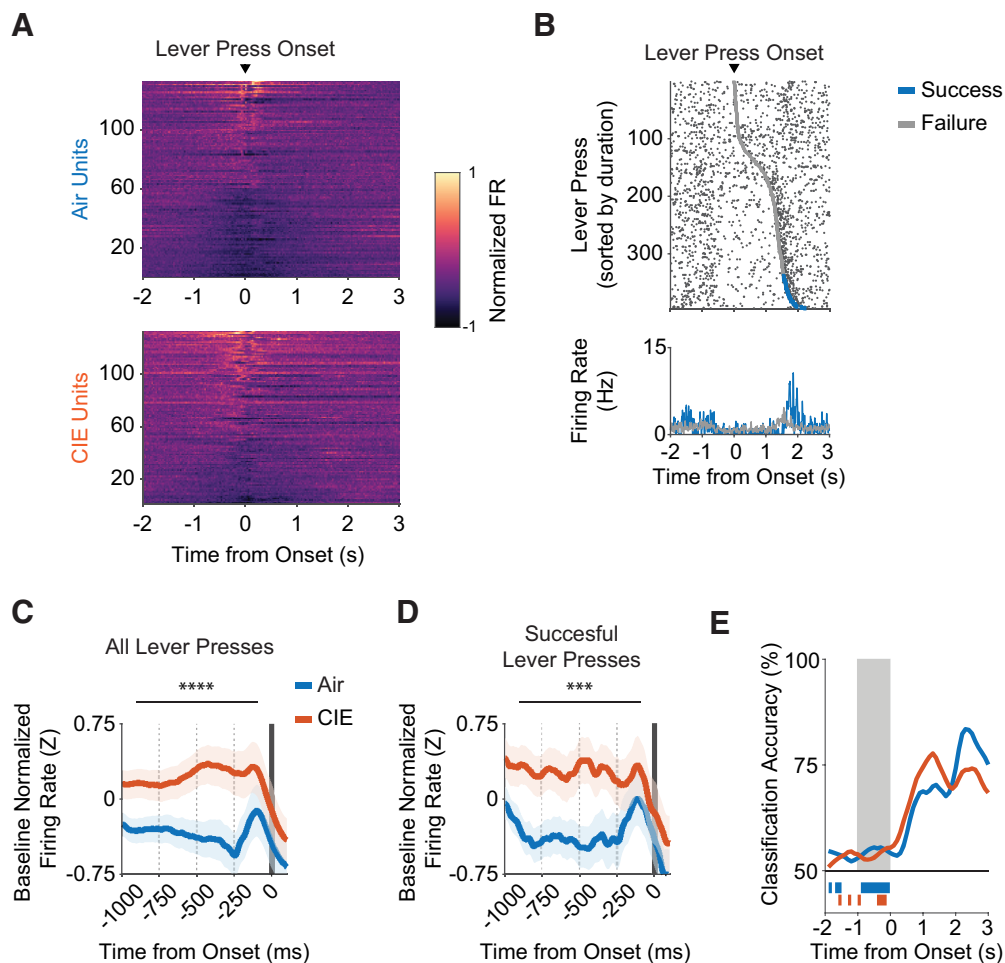 A
Lever Press Onset
Air Units
100
60
20
-2 -1 0 1 2 3
1
Normalized FR
-1
CIE Units
100
60
20
-2 -1 0 1 2 3
Time from Onset (s)
B
Lever Press Onset
Success
Failure
Lever Press
(sorted by duration)
100
200
300
Firing Rate
(Hz)
15
0
-2 -1 0 1 2 3
Time from Onset (s)
C
All Lever Presses
****
Air
CIE
Baseline Normalized
Firing Rate (Z)
0.75
0
-0.75
-1000 -750 -500 -250 0
Time from Onset (ms)
D
Succesful
Lever Presses
***
Baseline Normalized
Firing Rate (Z)
0.75
0
-0.75
-1000 -750 -500 -250 0
Time from Onset (ms)
E
Classification Accuracy (%)
100
75
50
-2 -1 0 1 2 3
Time from Onset (s)